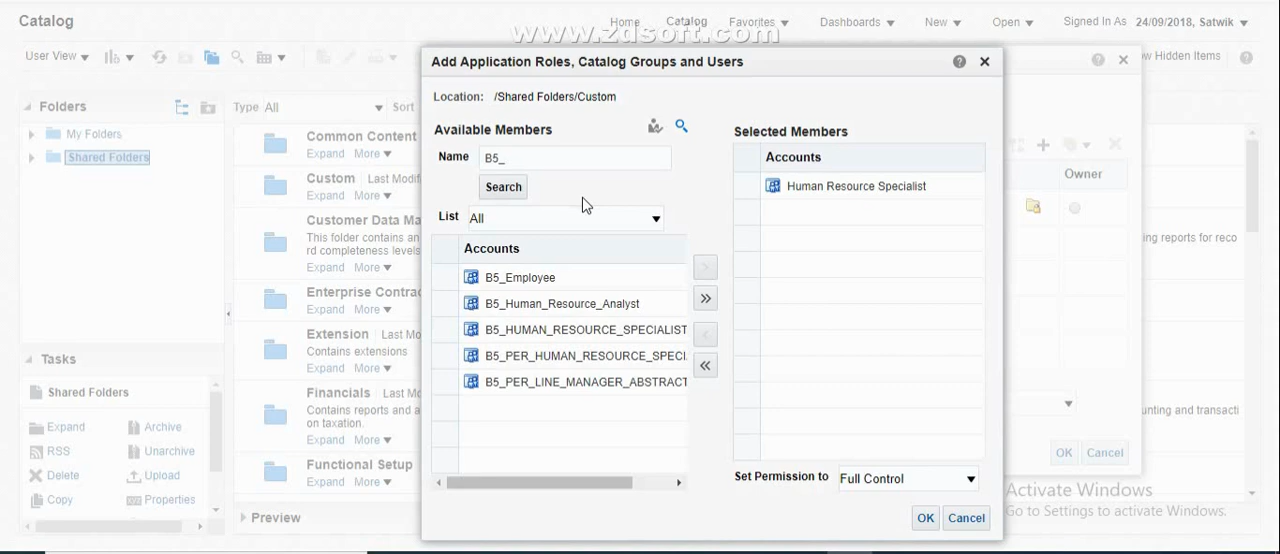 Catalog
Home Catalog Favorites Dashboards New Open Signed In As 24/09/2018, Satwik
www.zdsoft.com
User View
ow Hidden Items
Add Application Roles, Catalog Groups and Users
Location: /Shared Folders/Custom
Folders
My Folders
Shared Folders
Tasks
Shared Folders
Expand Archive
RSS Unarchive
Delete Upload
Copy Properties
Type All Sort
Common Content
Expand More
Custom Last Modif
Expand More
Customer Data Ma
This folder contains an
rd completeness levels
Expand More
Enterprise Contrac
Expand More
Extension Last Mo
Contains extensions
Expand More
Financials Last Mo
Contains reports and a
on taxation.
Expand More
Functional Setup
Expand More
Preview
Available Members
Name B5_
Search
List All
Accounts
B5_Employee
B5_Human_Resource_Analyst
B5_HUMAN_RESOURCE_SPECIALIST
B5_PER_HUMAN_RESOURCE_SPECI
B5_PER_LINE_MANAGER_ABSTRACT
Selected Members
Accounts
Human Resource Specialist
Set Permission to Full Control
OK Cancel
Owner
ing reports for reco
unting and transacti
OK Cancel
Activate Windows
Go to Settings to activate Windows.